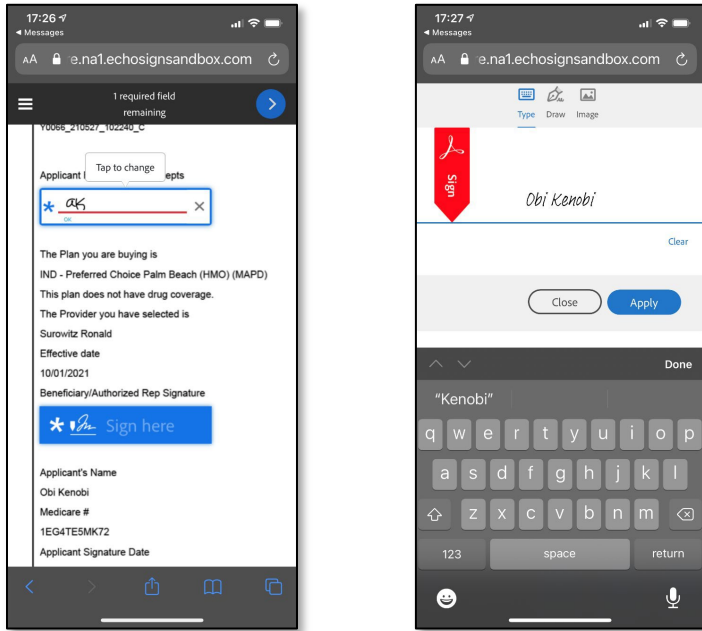 17:26
Messages
AA e.na1.echosignsandbox.com
1 required field
remaining
Y0066_210527_102240_C
Applicant I
Tap to change
epts
OK
The Plan you are buying is
IND - Preferred Choice Palm Beach (HMO) (MAPD)
This plan does not have drug coverage.
The Provider you have selected is
Surowitz Ronald
Effective date
10/01/2021
Beneficiary/Authorized Rep Signature
Sign here
Applicant's Name
Obi Kenobi
Medicare #
1EG4TE5MK72
Applicant Signature Date
17:27
Messages
AA e.na1.echosignsandbox.com
Type Draw Image
Sign
Obi Kenobi
Clear
Close Apply
Done
“Kenobi”
q w e r t y u i o p
a s d f g h j k l
z x c v b n m
123 space return